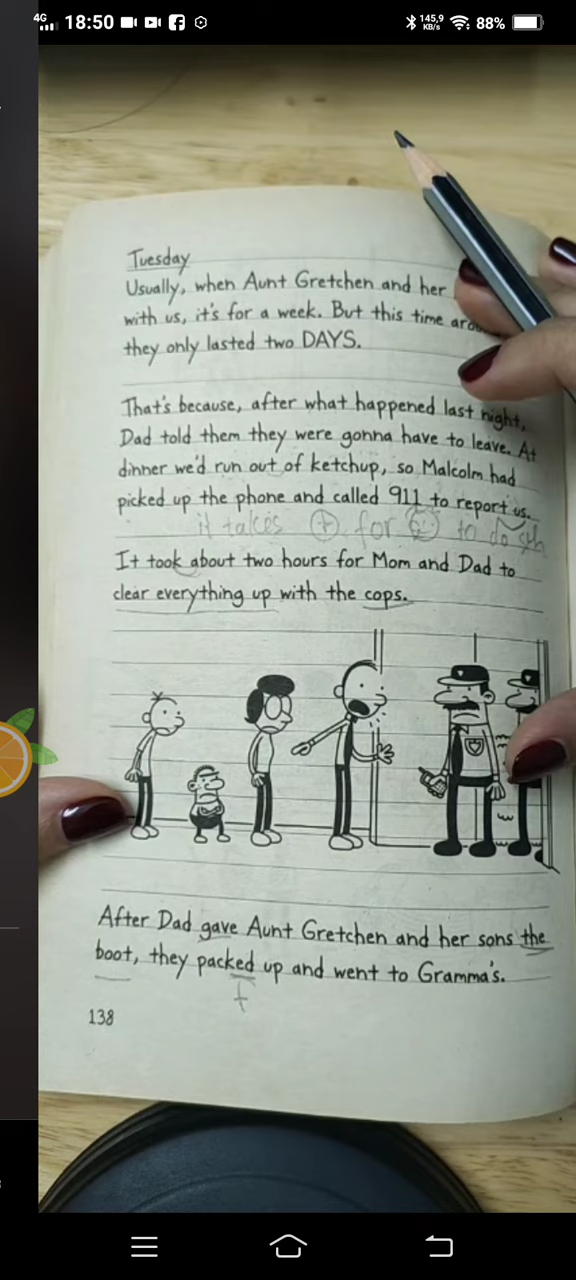 4G 18:50 145,9 KB/s 88%
Tuesday
Usually, when Aunt Gretchen and her
with us, it's for a week. But this time
they only lasted two DAYS.
That's because, after what happened last night,
Dad told them they were gonna have to leave. At
dinner we'd run out of ketchup, so Malcolm had
picked up the phone and called 911 to report us.
it takes + for to do sth
It took about two hours for Mom and Dad to
clear everything up with the cops.
After Dad gave Aunt Gretchen and her sons the
boot, they packed up and went to Gramma's.
t
138